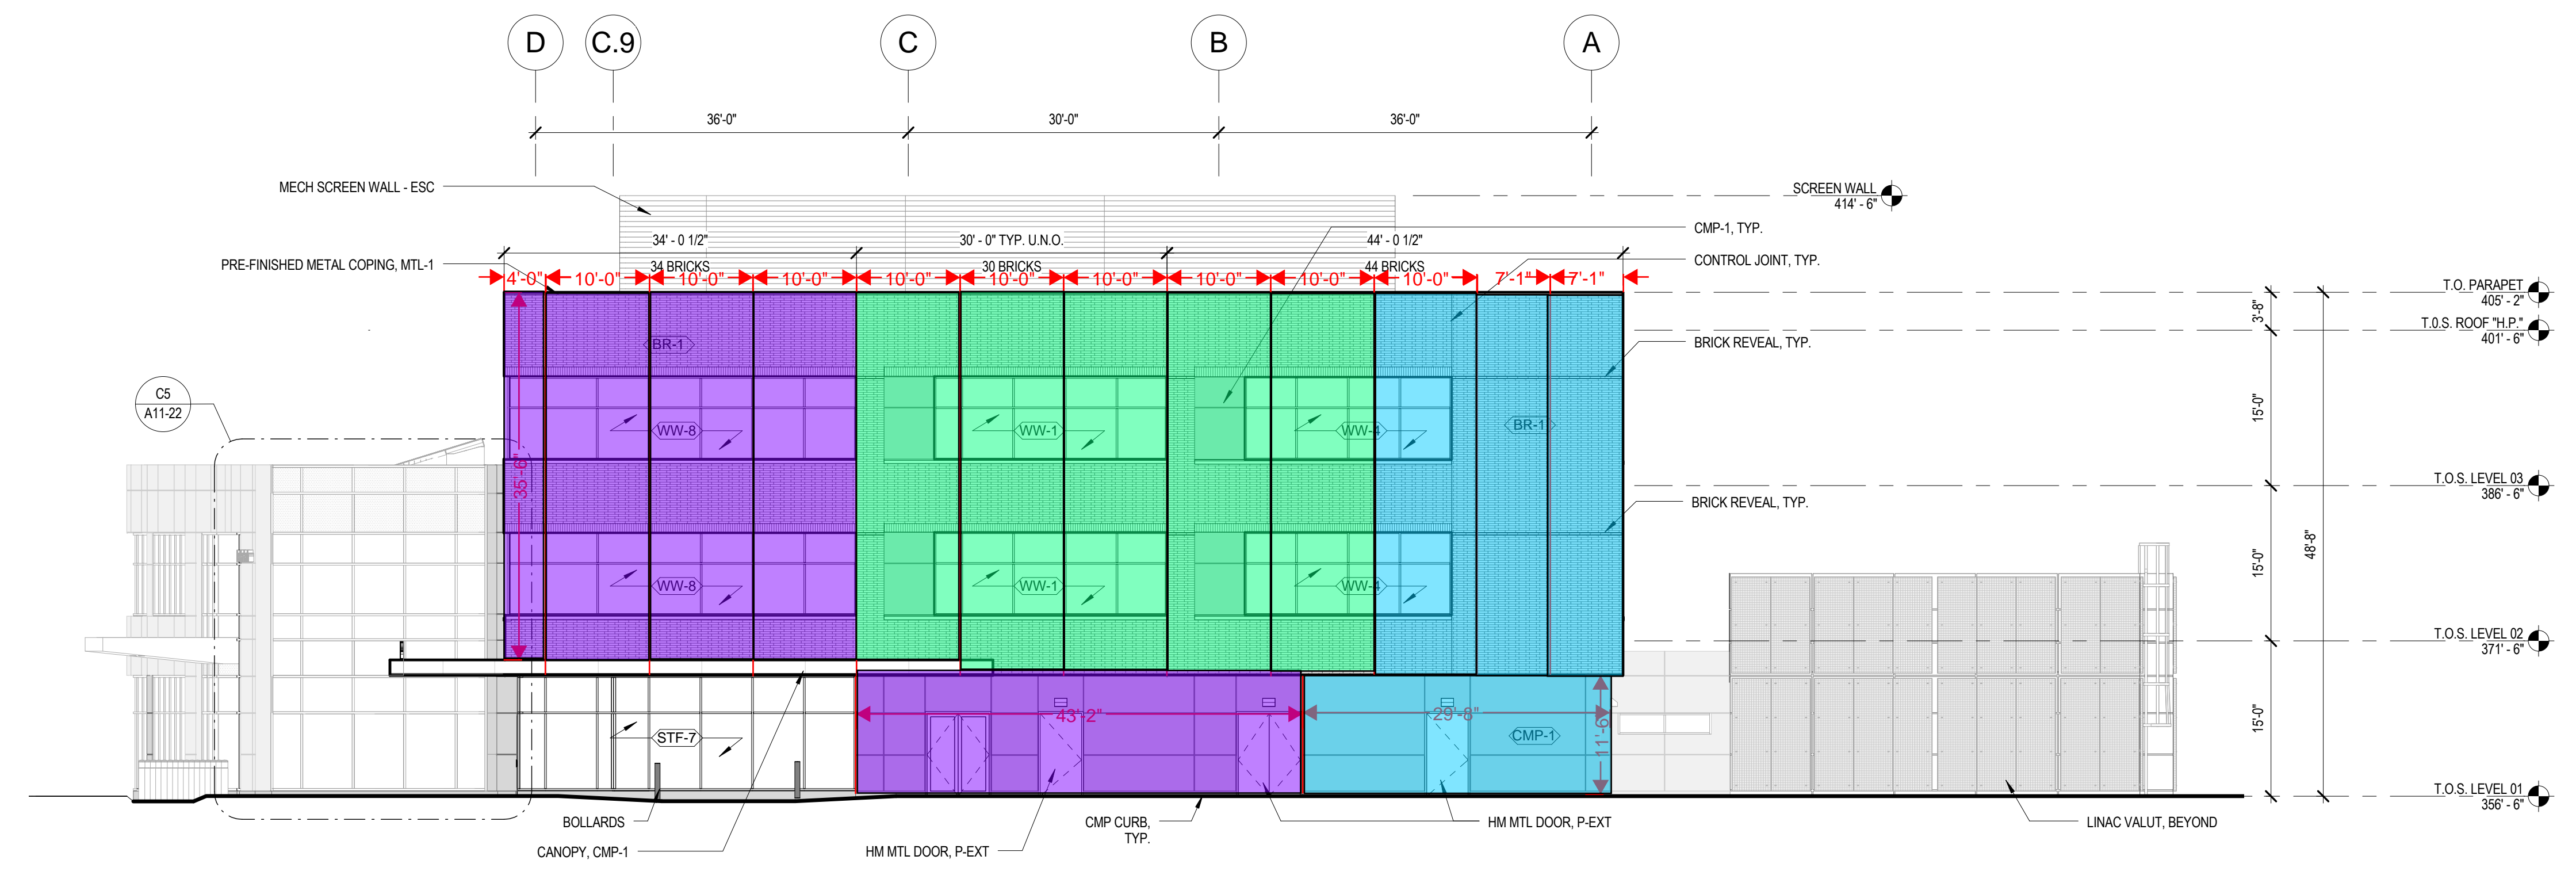 D
C.9
C
B
A
36'-0"
30'-0"
36'-0"
MECH SCREEN WALL - ESC
SCREEN WALL
414' - 6"
CMP-1, TYP.
34' - 0 1/2"
30' - 0" TYP. U.N.O.
44' - 0 1/2"
PRE-FINISHED METAL COPING, MTL-1
34 BRICKS
30 BRICKS
44 BRICKS
CONTROL JOINT, TYP.
4'-0"
10'-0"
10'-0"
10'-0"
10'-0"
10'-0"
10'-0"
10'-0"
10'-0"
10'-0"
7'-1"
7'-1"
T.O. PARAPET
405' - 2"
3'-8"
T.0.S. ROOF "H.P."
401' - 6"
BR-1
BRICK REVEAL, TYP.
C5
A11-22
15'-0"
WW-8
WW-1
WW-4
BR-1
35'-6"
T.O.S. LEVEL 03
386' - 6"
BRICK REVEAL, TYP.
48'-8"
15'-0"
WW-8
WW-1
WW-4
T.O.S. LEVEL 02
371' - 6"
43'-2"
29'-8"
11'-6"
15'-0"
STF-7
CMP-1
T.O.S. LEVEL 01
356' - 6"
BOLLARDS
CMP CURB,
TYP.
HM MTL DOOR, P-EXT
LINAC VALUT, BEYOND
CANOPY, CMP-1
HM MTL DOOR, P-EXT